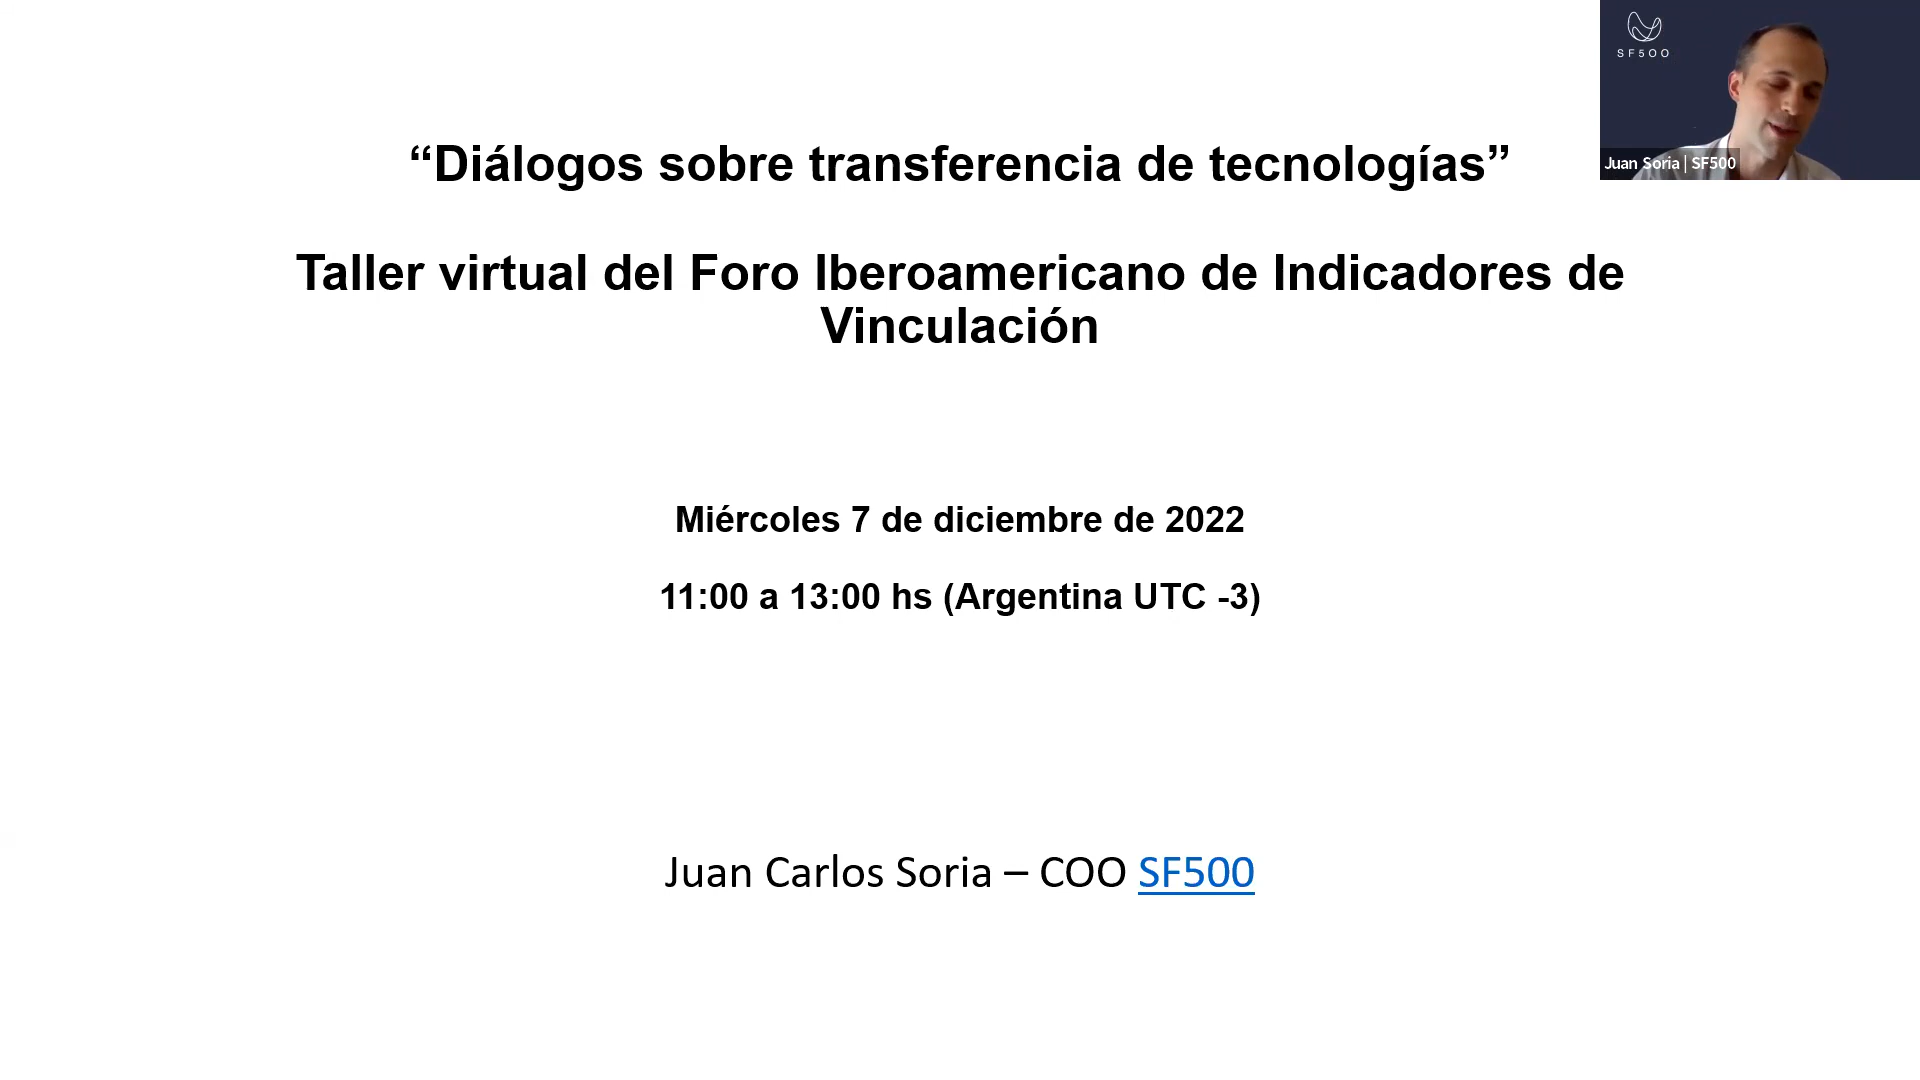 SF500
Juan Soria | SF500
“Diálogos sobre transferencia de tecnologías”
Taller virtual del Foro Iberoamericano de Indicadores de
Vinculación
Miércoles 7 de diciembre de 2022
11:00 a 13:00 hs (Argentina UTC -3)
Juan Carlos Soria – COO SF500